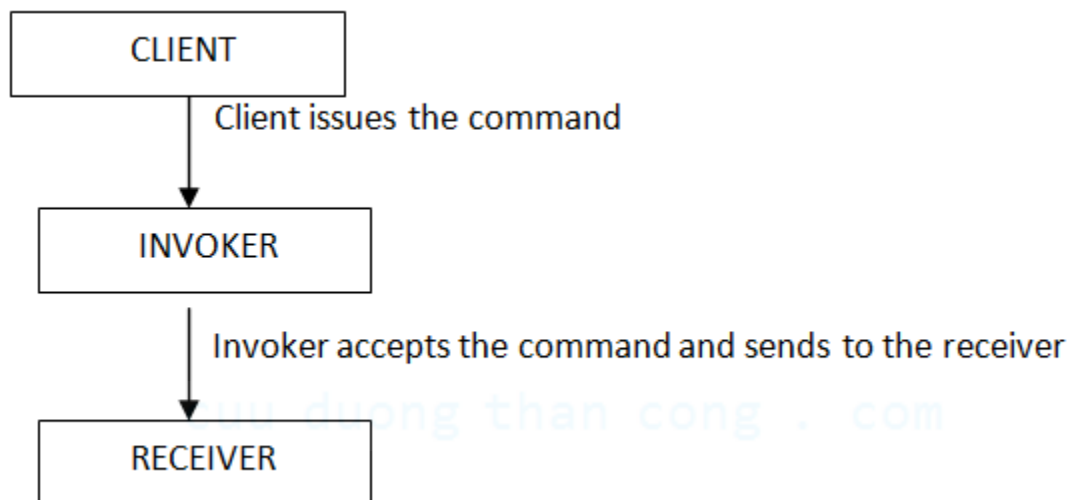 CLIENT
Client issues the command
INVOKER
Invoker accepts the command and sends to the receiver
cuu duong than cong . com
RECEIVER